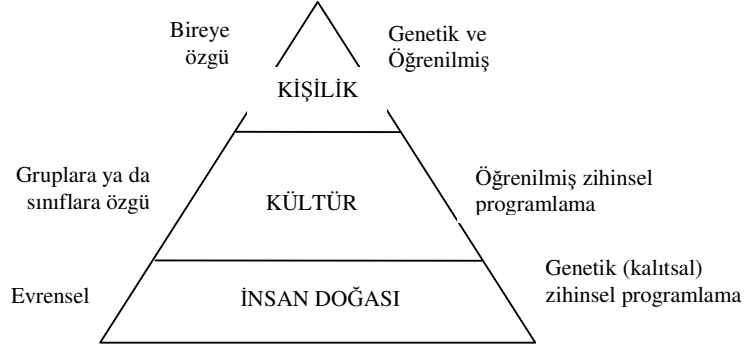 Bireye
özgü
Genetik ve
Öğrenilmiş
KİŞİLİK
Gruplara ya da
sınıflara özgü
KÜLTÜR
Öğrenilmiş zihinsel
programlama
Evrensel
İNSAN DOĞASI
Genetik (kalıtsal)
zihinsel programlama